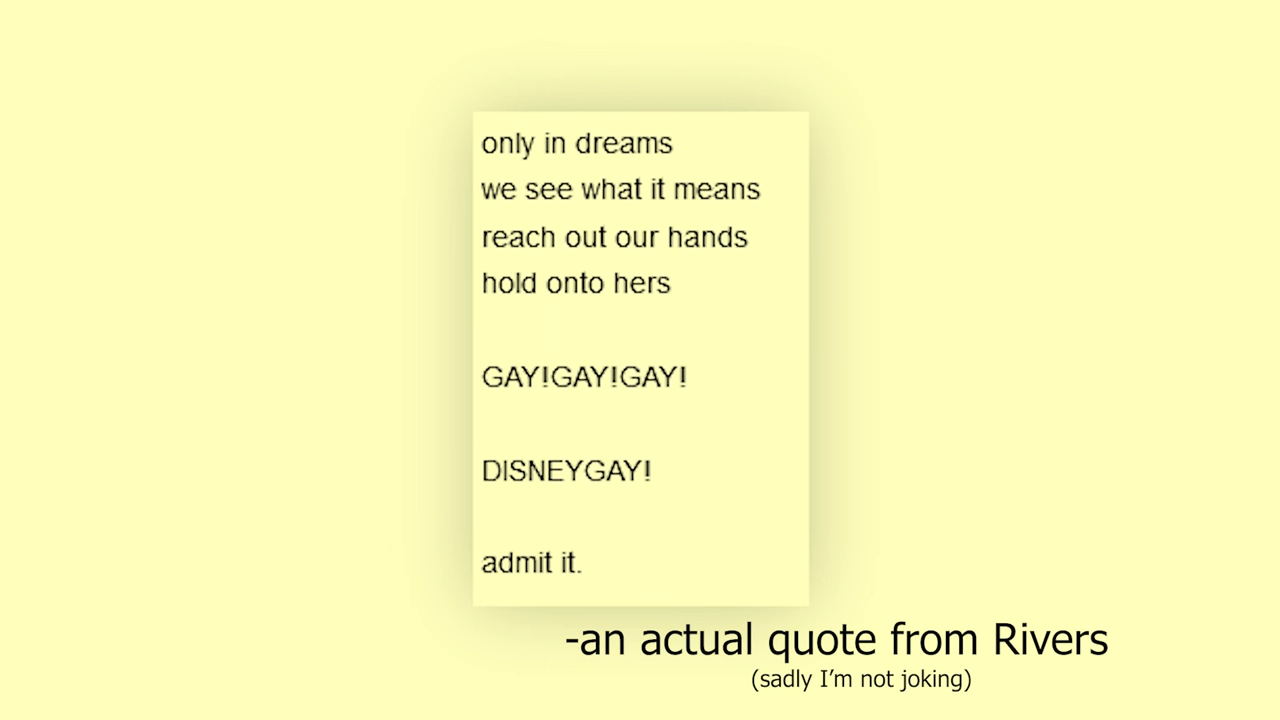 only in dreams
we see what it means
reach out our hands
hold onto hers
GAY!GAY!GAY!
DISNEYGAY!
admit it.
-an actual quote from Rivers
(sadly I'm not joking)